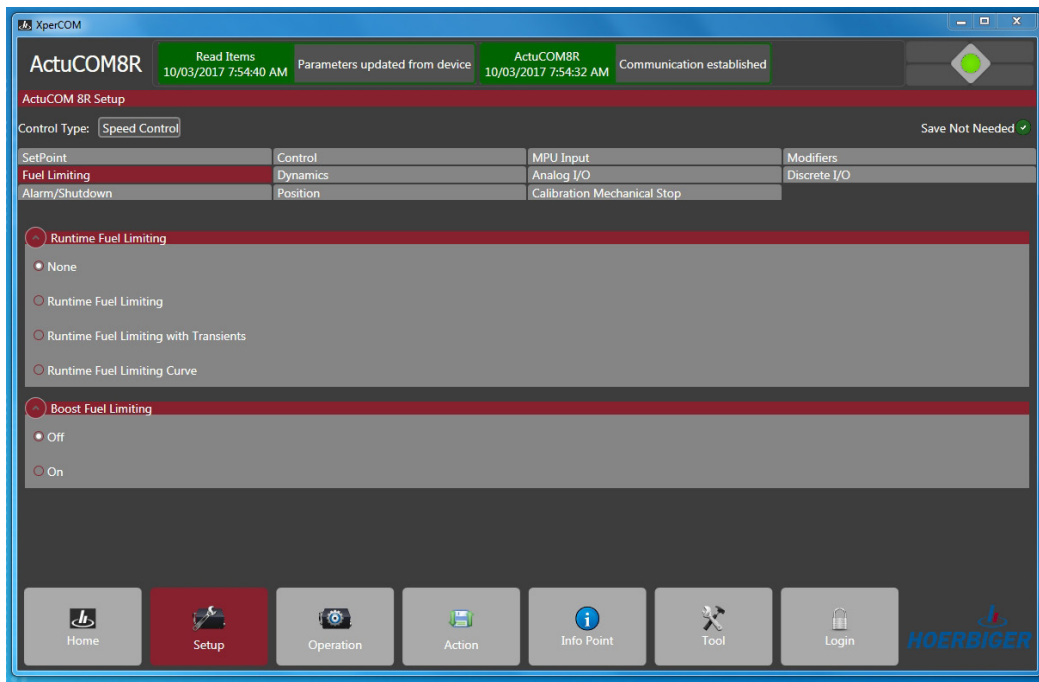 XperCOM
ActuCOM8R
Read Items
10/03/2017 7:54:40 AM
Parameters updated from device
ActuCOM8R
10/03/2017 7:54:32 AM
Communication established
ActuCOM 8R Setup
Control Type: Speed Control
Save Not Needed
SetPoint Control MPU Input Modifiers
Fuel Limiting Dynamics Analog I/O Discrete I/O
Alarm/Shutdown Position Calibration Mechanical Stop
Runtime Fuel Limiting
None
Runtime Fuel Limiting
Runtime Fuel Limiting with Transients
Runtime Fuel Limiting Curve
Boost Fuel Limiting
Off
On
Home Setup Operation Action Info Point Tool Login
HOERBIGER